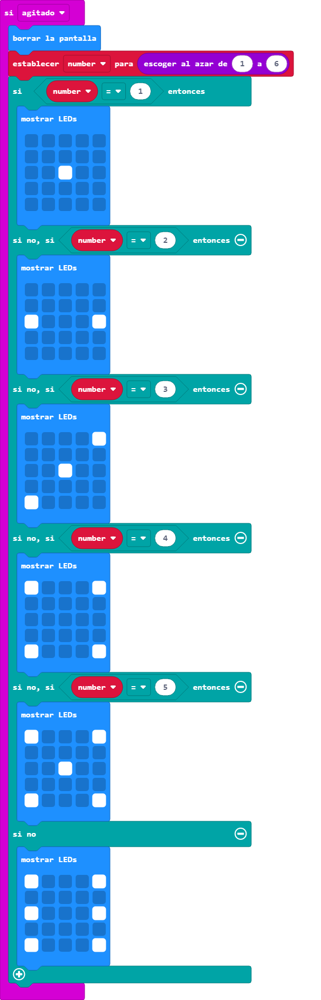 si agitado
borrar la pantalla
establecer number para escoger al azar de 1 a 6
si number = 1 entonces
mostrar LEDs
si no, si number = 2 entonces
mostrar LEDs
si no, si number = 3 entonces
mostrar LEDs
si no, si number = 4 entonces
mostrar LEDs
si no, si number = 5 entonces
mostrar LEDs
si no
mostrar LEDs